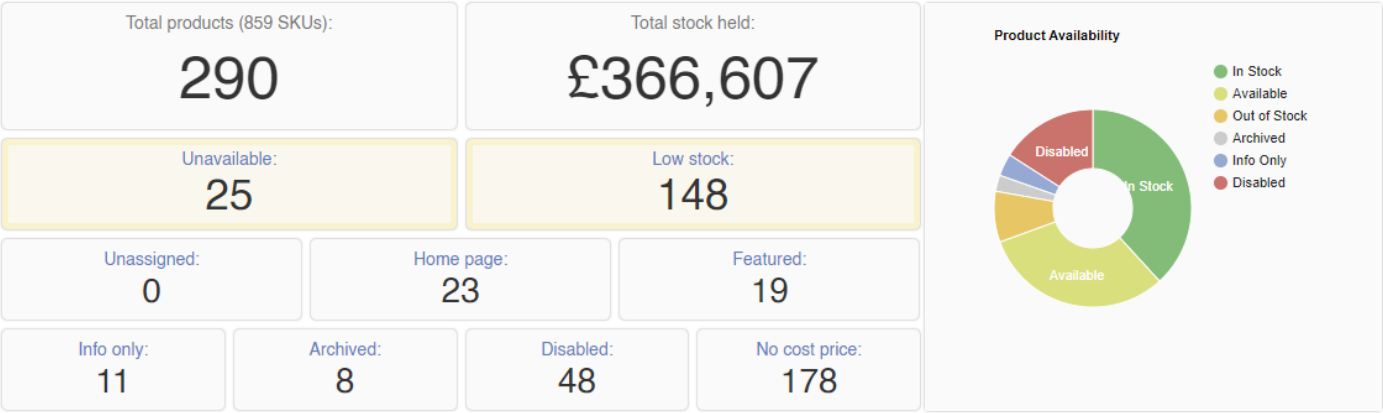 Total products (859 SKUs):
290
Total stock held:
£366,607
Unavailable:
25
Low stock:
148
Unassigned:
0
Home page:
23
Featured:
19
Info only:
11
Archived:
8
Disabled:
48
No cost price:
178
Product Availability
In Stock
Available
Out of Stock
Archived
Info Only
Disabled
Disabled
In Stock
Available